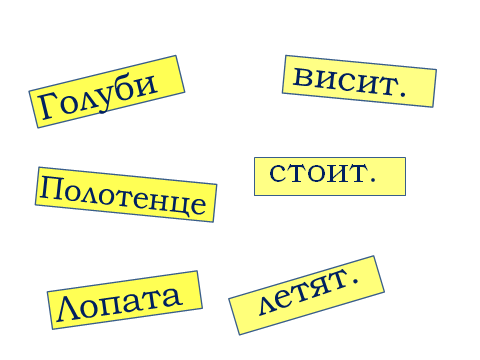 Голуби
висит.
Полотенце
стоит.
Лопата
летят.